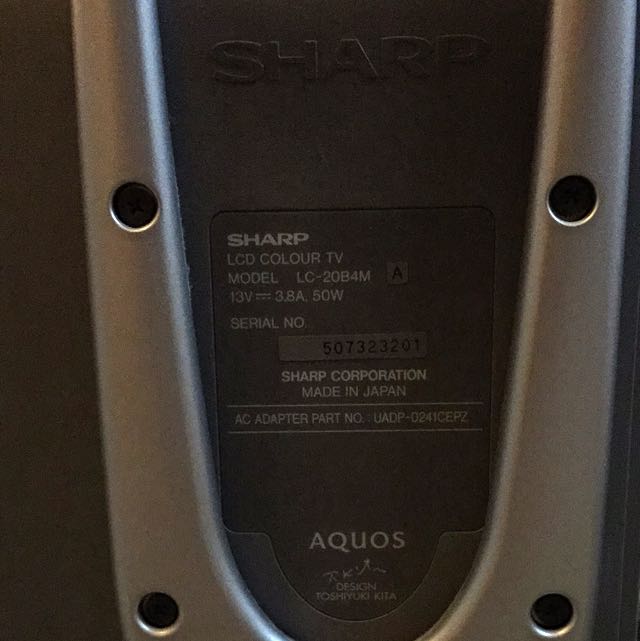 SHARP
SHARP
LCD COLOUR TV
MODEL LC-20B4M A
13V⎓3.8A, 50W
SERIAL NO.
507323201
SHARP CORPORATION
MADE IN JAPAN
AC ADAPTER PART NO.: UADP-0241CEPZ
AQUOS
DESIGN
TOSHIYUKI KITA